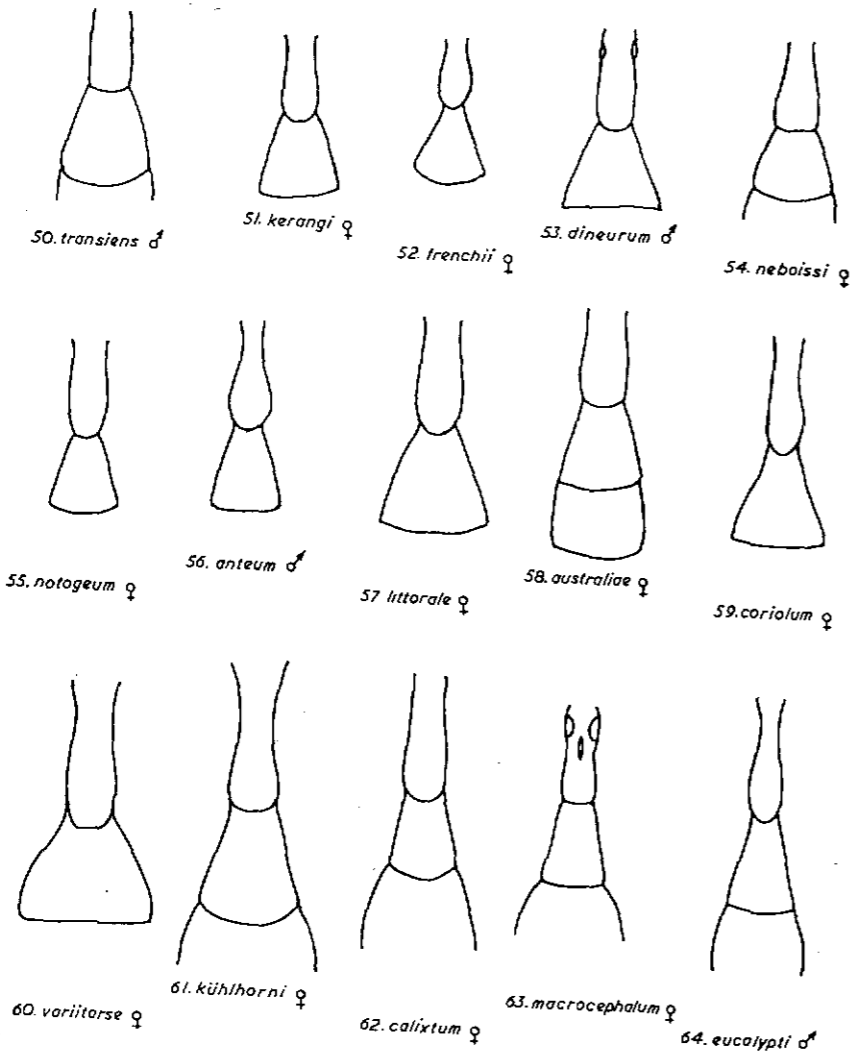 50. transiens ♂
51. kerangi ♀
52. frenchii ♀
53. dineurum ♂
54. neboissi ♀
55. notogeum ♀
56. anteum ♂
57 littorale ♀
58. australiae ♀
59. coriolum ♀
60. variitarse ♀
61. kühlhorni ♀
62. calixtum ♀
63. macrocephalum ♀
64. eucalypti ♂